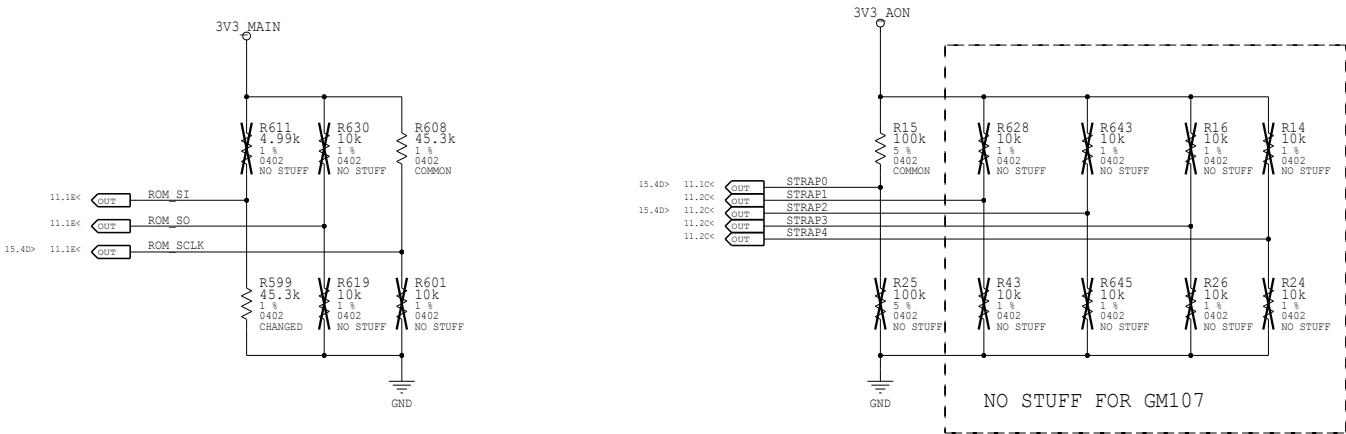 3V3_MAIN
R611
4.99k
1 %
0402
NO STUFF
R630
10k
1 %
0402
NO STUFF
R608
45.3k
1 %
0402
COMMON
11.1E< OUT ROM_SI
11.1E< OUT ROM_SO
15.4D> 11.1E< OUT ROM_SCLK
R599
45.3k
1 %
0402
CHANGED
R619
10k
1 %
0402
NO STUFF
R601
10k
1 %
0402
NO STUFF
GND
3V3_AON
R15
100k
5 %
0402
COMMON
R628
10k
1 %
0402
NO STUFF
R643
10k
1 %
0402
NO STUFF
R16
10k
1 %
0402
NO STUFF
R14
10k
1 %
0402
NO STUFF
15.4D> 11.1C< OUT STRAP0
11.2C< OUT STRAP1
15.4D> 11.2C< OUT STRAP2
11.2C< OUT STRAP3
11.2C< OUT STRAP4
R25
100k
5 %
0402
NO STUFF
R43
10k
1 %
0402
NO STUFF
R645
10k
1 %
0402
NO STUFF
R26
10k
1 %
0402
NO STUFF
R24
10k
1 %
0402
NO STUFF
GND
NO STUFF FOR GM107